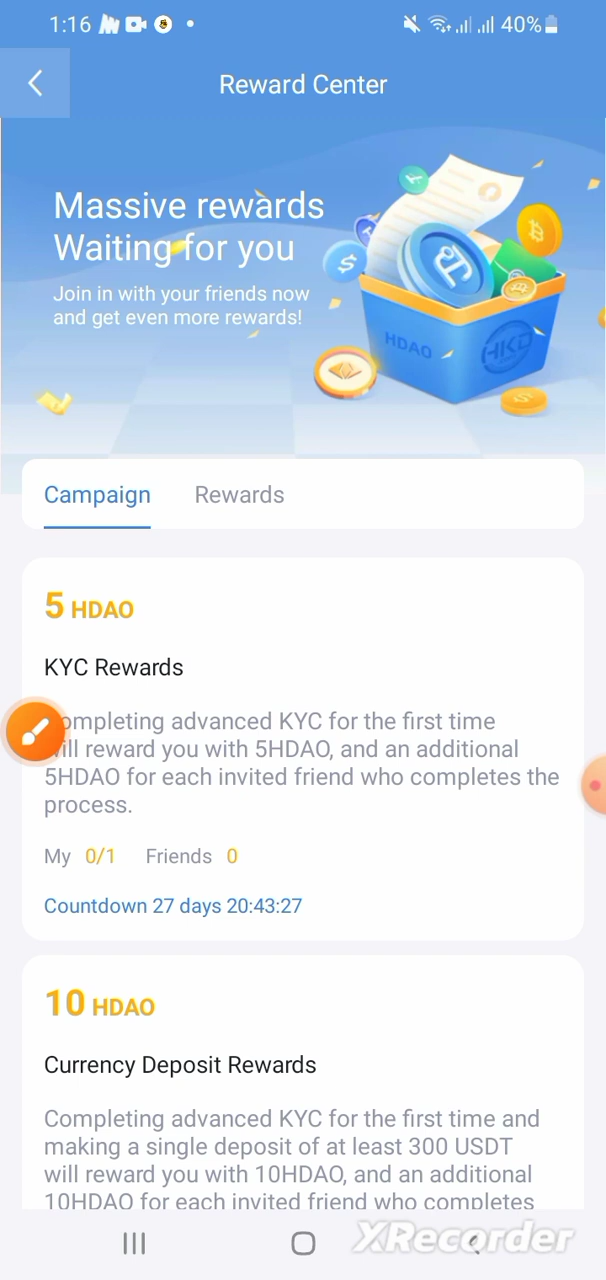 1:16
40%
Reward Center
Massive rewards
Waiting for you
Join in with your friends now
and get even more rewards!
HDAO
HKD
Campaign
Rewards
5 HDAO
KYC Rewards
ompleting advanced KYC for the first time
ill reward you with 5HDAO, and an additional
5HDAO for each invited friend who completes the
process.
My 0/1 Friends 0
Countdown 27 days 20:43:27
10 HDAO
Currency Deposit Rewards
Completing advanced KYC for the first time and
making a single deposit of at least 300 USDT
will reward you with 10HDAO, and an additional
10HDAO for each invited friend who completes
XRecorder